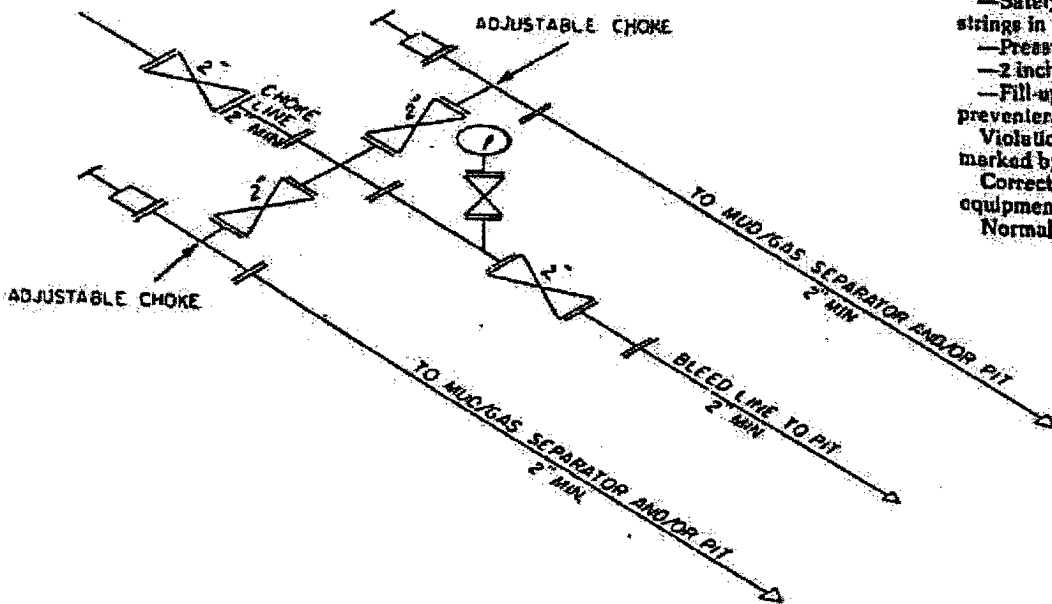 —Safety
strings in
—Press
—2 inch
—Fill-up
preventer
Violatio
marked b
Correct
equipmen
Normal
ADJUSTABLE CHOKE
2"
CHOKE
LINE
2" MIN
2"
2"
2"
ADJUSTABLE CHOKE
TO MUD/GAS SEPARATOR AND/OR PIT
2" MIN
BLEED LINE TO PIT
2" MIN
TO MUD/GAS SEPARATOR AND/OR PIT
2" MIN.